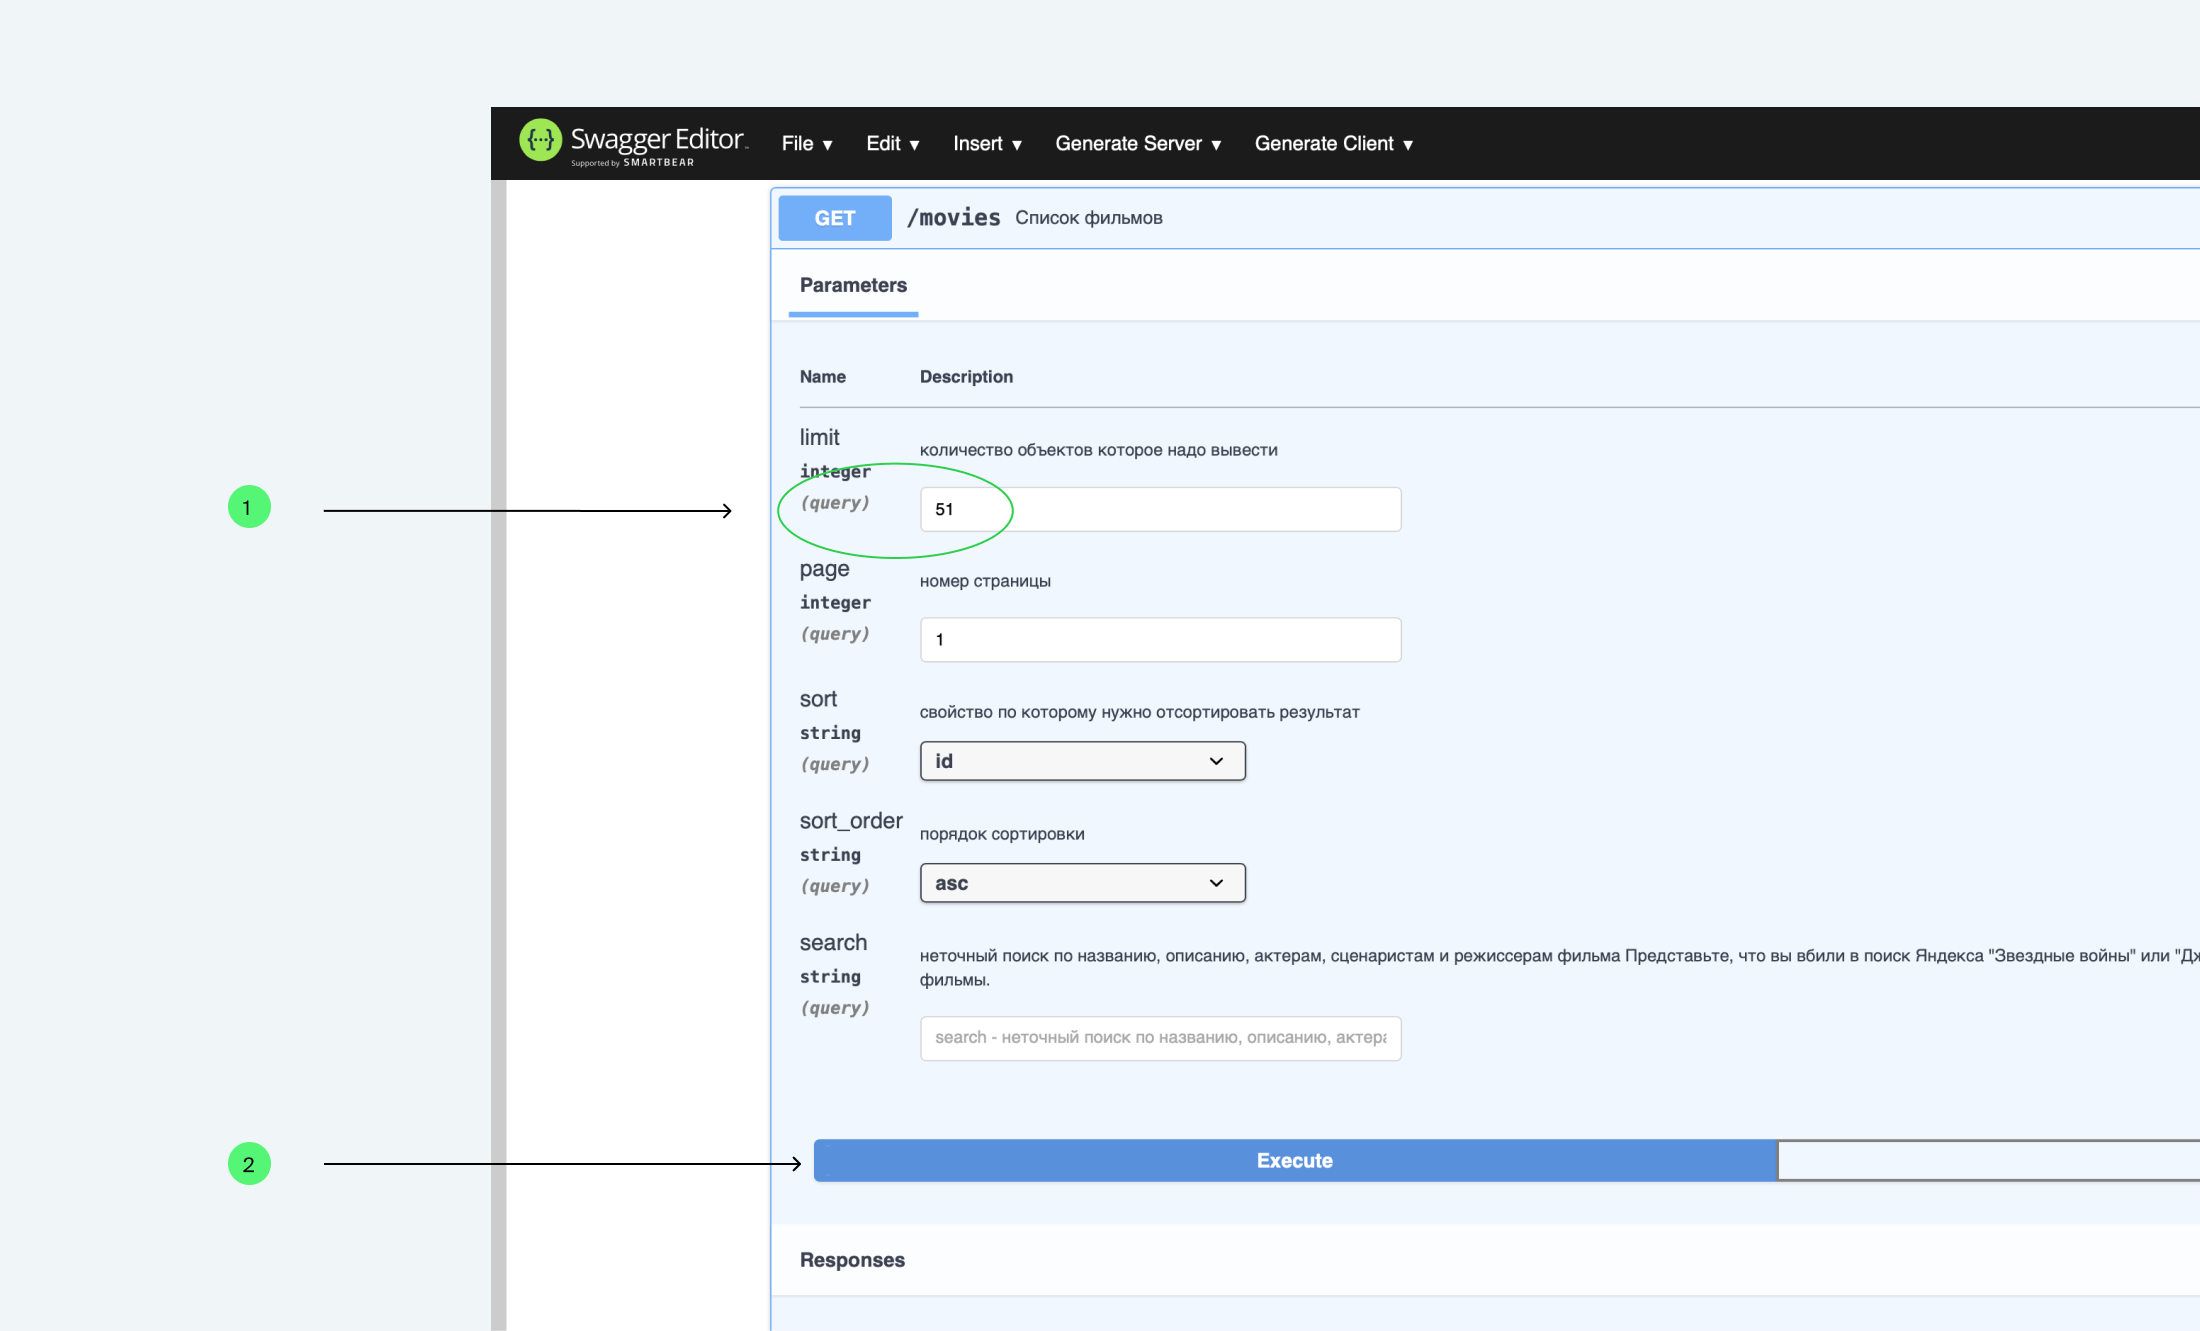 Swagger Editor
Supported by SMARTBEAR
File ▼ Edit ▼ Insert ▼ Generate Server ▼ Generate Client ▼
GET /movies Список фильмов
Parameters
Name Description
limit
integer
(query)
количество объектов которое надо вывести
51
page
integer
(query)
номер страницы
1
sort
string
(query)
свойство по которому нужно отсортировать результат
id
sort_order
string
(query)
порядок сортировки
asc
search
string
(query)
неточный поиск по названию, описанию, актерам, сценаристам и режиссерам фильма Представьте, что вы вбили в поиск Яндекса "Звездные войны" или
фильмы.
search - неточный поиск по названию, описанию,
Execute
Responses
1
2